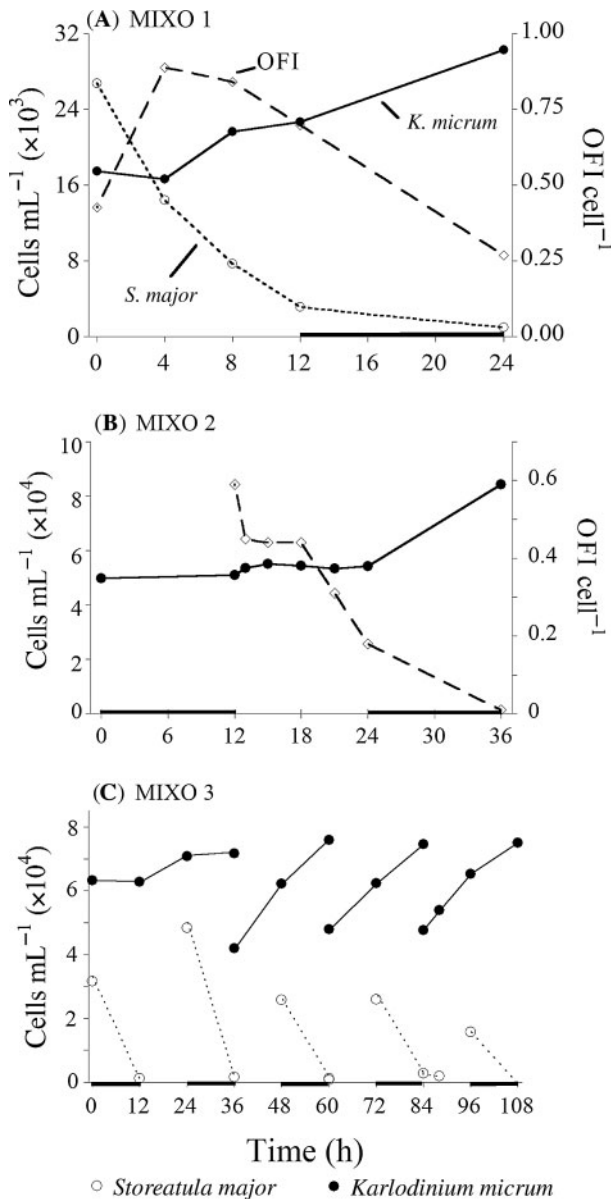 (A) MIXO 1
32
24
16
8
0
Cells mL⁻¹ (×10³)
1.00
0.75
0.50
0.25
0.00
OFI cell⁻¹
OFI
K. micrum
S. major
0 4 8 12 16 20 24
(B) MIXO 2
10
8
6
4
2
0
Cells mL⁻¹ (×10⁴)
0.6
0.4
0.2
0
OFI cell⁻¹
0 6 12 18 24 30 36
(C) MIXO 3
8
6
4
2
0
Cells mL⁻¹ (×10⁴)
0 12 24 36 48 60 72 84 96 108
Time (h)
Storeatula major Karlodinium micrum